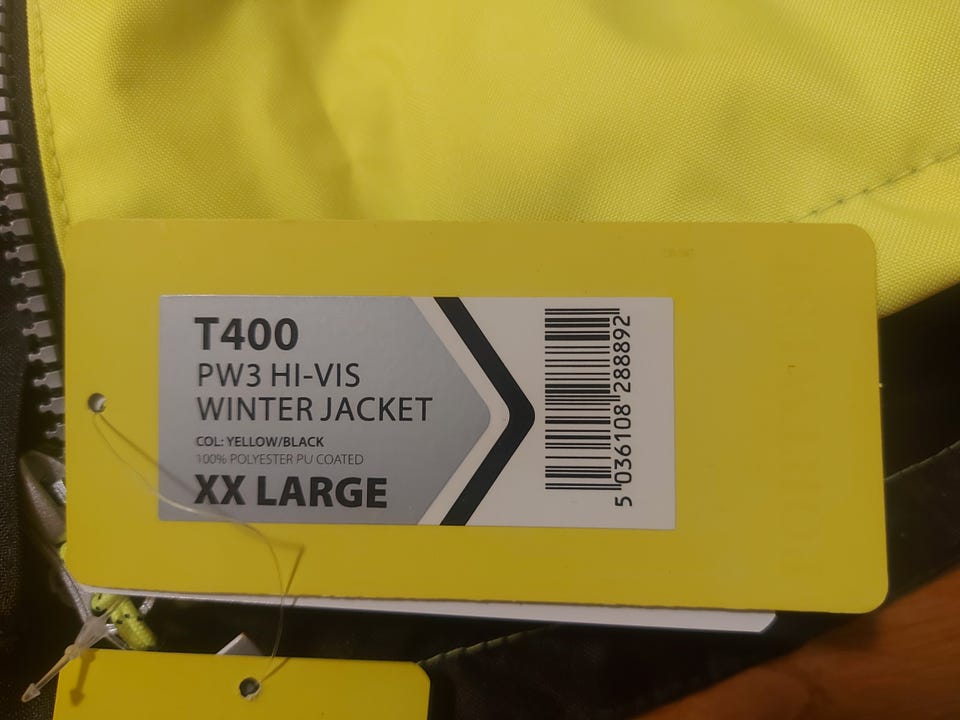 T400
PW3 HI-VIS
WINTER JACKET
COL: YELLOW/BLACK
100% POLYESTER PU COATED
XX LARGE
5 036108 288892